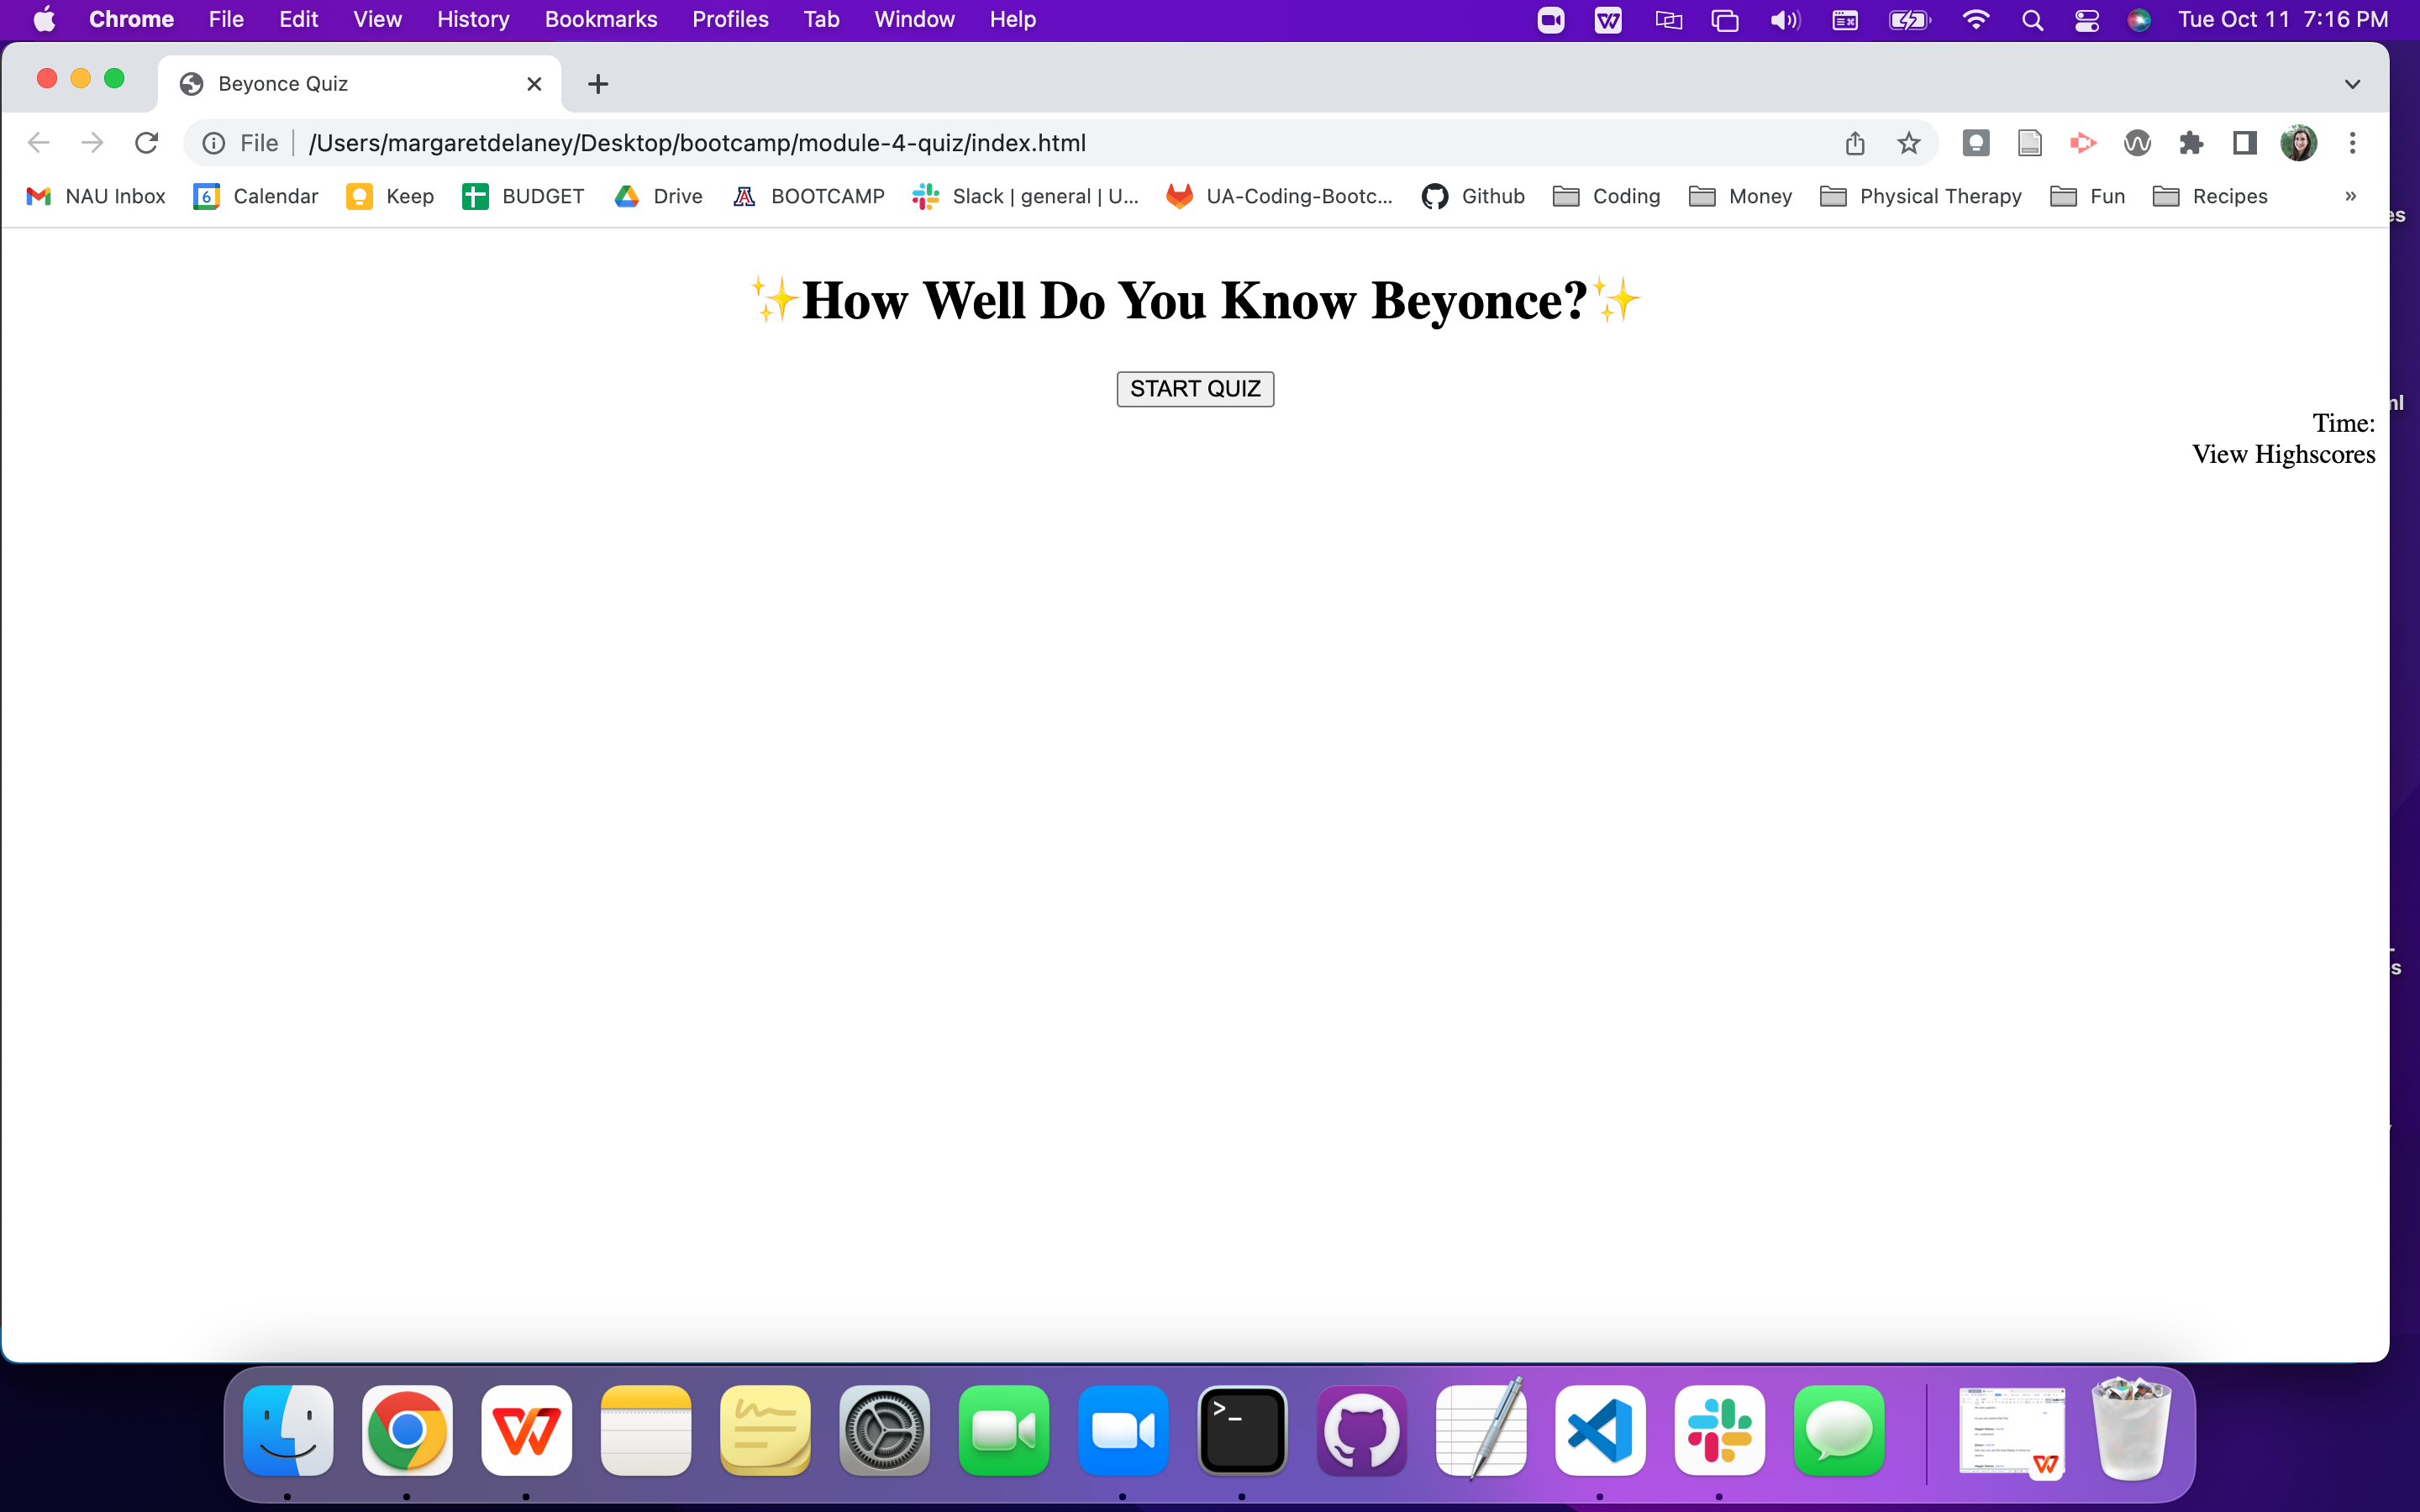 Chrome File Edit View History Bookmarks Profiles Tab Window Help Tue Oct 11 7:16 PM
Beyonce Quiz
File /Users/margaretdelaney/Desktop/bootcamp/module-4-quiz/index.html
NAU Inbox 6 Calendar Keep BUDGET Drive BOOTCAMP Slack | general | U... UA-Coding-Bootc... Github Coding Money Physical Therapy Fun Recipes »
es
✨How Well Do You Know Beyonce?✨
START QUIZ
Time:
View Highscores